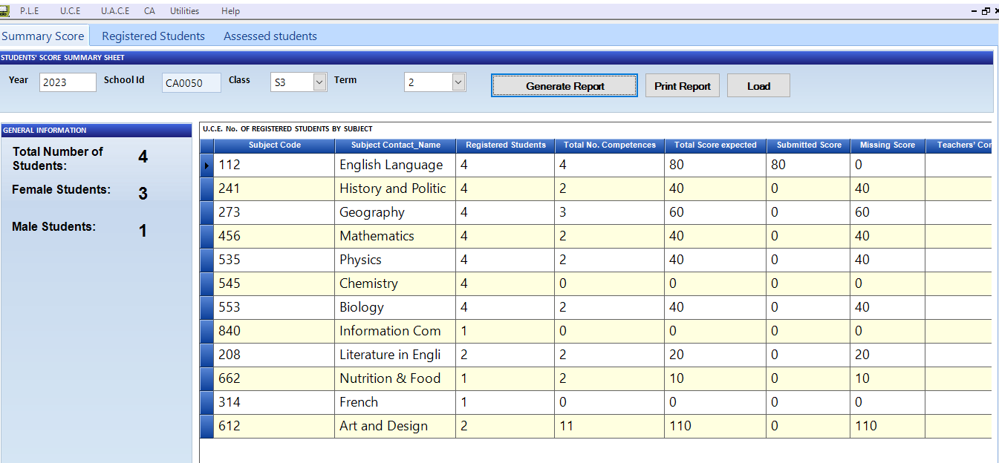 P.L.E U.C.E U.A.C.E CA Utilities Help
Summary Score Registered Students Assessed students
STUDENTS' SCORE SUMMARY SHEET
Year 2023 School Id CA0050 Class S3 Term 2 Generate Report Print Report Load
GENERAL INFORMATION
Total Number of Students: 4
Female Students: 3
Male Students: 1
U.C.E. No. OF REGISTERED STUDENTS BY SUBJECT
Subject Code Subject Contact_Name Registered Students Total No. Competences Total Score expected Submitted Score Missing Score Teachers' Cor
112 English Language 4 4 80 80 0
241 History and Politic 4 2 40 0 40
273 Geography 4 3 60 0 60
456 Mathematics 4 2 40 0 40
535 Physics 4 2 40 0 40
545 Chemistry 4 0 0 0 0
553 Biology 4 2 40 0 40
840 Information Com 1 0 0 0 0
208 Literature in Engli 2 2 20 0 20
662 Nutrition & Food 1 2 10 0 10
314 French 1 0 0 0 0
612 Art and Design 2 11 110 0 110